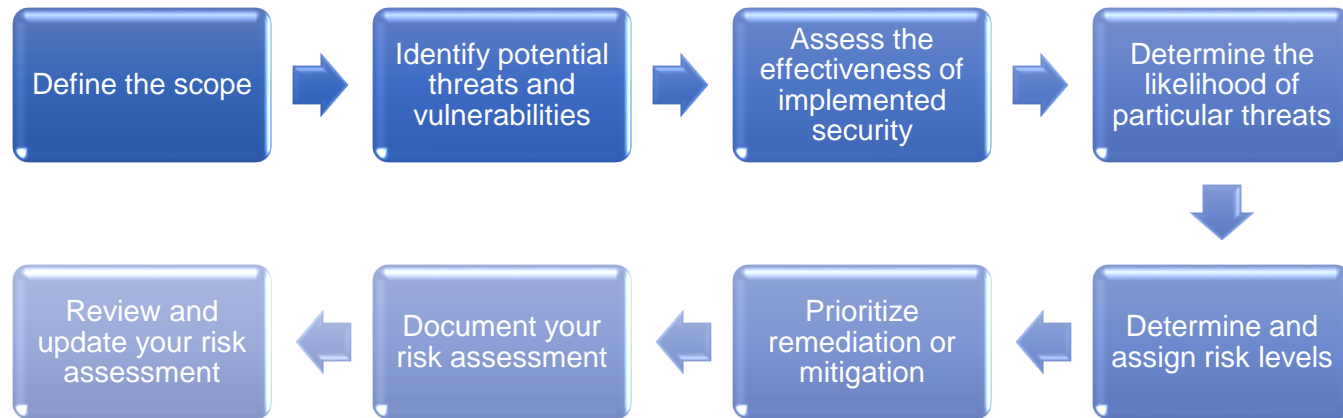 Define the scope
Identify potential
threats and
vulnerabilities
Assess the
effectiveness of
implemented
security
Determine the
likelihood of
particular threats
Determine and
assign risk levels
Prioritize
remediation or
mitigation
Document your
risk assessment
Review and
update your risk
assessment